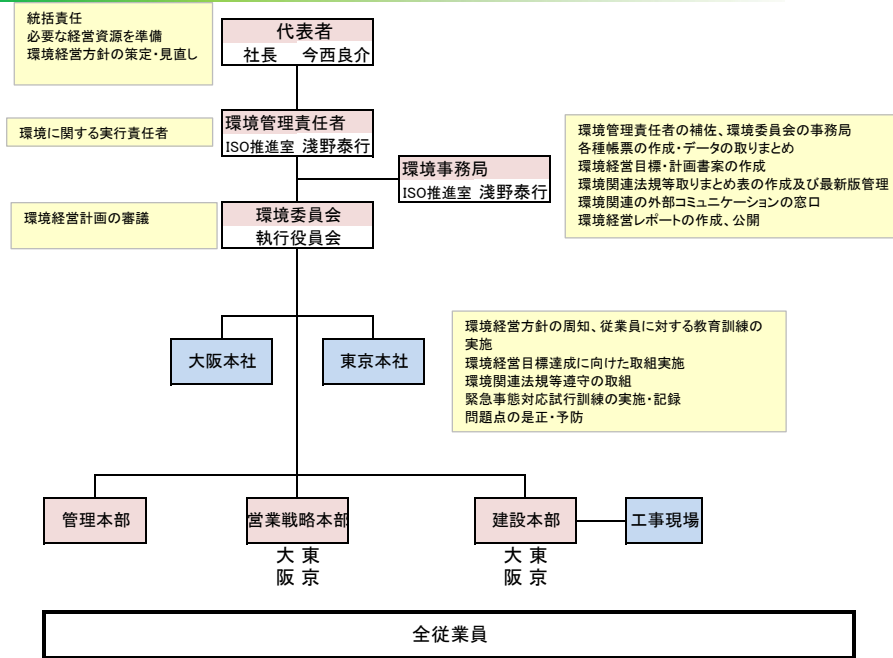 統括責任
必要な経営資源を準備
環境経営方針の策定・見直し
代表者
社長 今西良介
環境に関する実行責任者
環境管理責任者
ISO推進室 淺野泰行
環境事務局
ISO推進室 淺野泰行
環境管理責任者の補佐、環境委員会の事務局
各種帳票の作成・データの取りまとめ
環境経営目標・計画書案の作成
環境関連法規等取りまとめ表の作成及び最新版管理
環境関連の外部コミュニケーションの窓口
環境経営レポートの作成、公開
環境経営計画の審議
環境委員会
執行役員会
大阪本社
東京本社
環境経営方針の周知、従業員に対する教育訓練の
実施
環境経営目標達成に向けた取組実施
環境関連法規等遵守の取組
緊急事態対応試行訓練の実施・記録
問題点の是正・予防
管理本部
営業戦略本部
建設本部
工事現場
大 東
阪 京
大 東
阪 京
全従業員